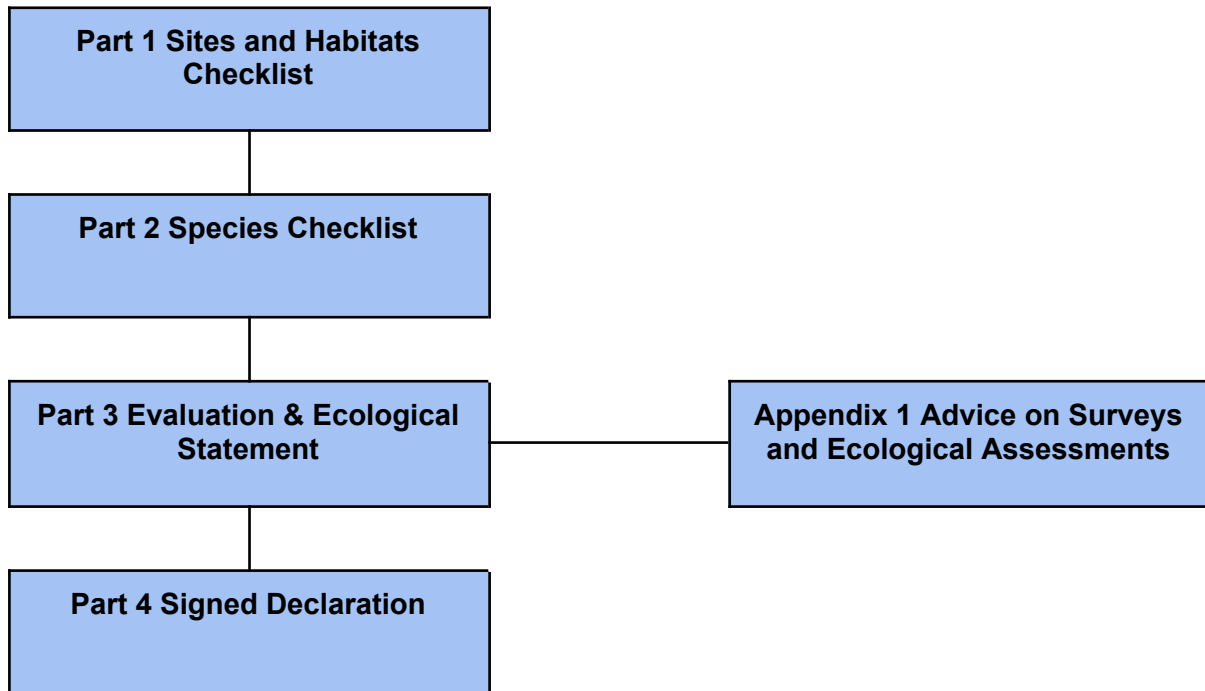 Part 1 Sites and Habitats
Checklist
Part 2 Species Checklist
Part 3 Evaluation & Ecological
Statement
Appendix 1 Advice on Surveys
and Ecological Assessments
Part 4 Signed Declaration